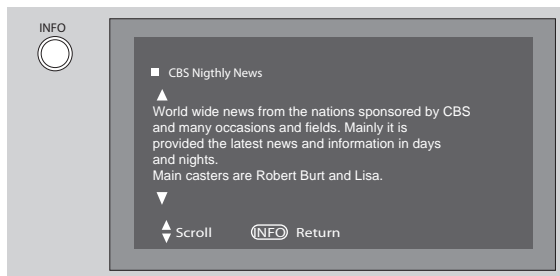 INFO
CBS Nigthly News
World wide news from the nations sponsored by CBS
and many occasions and fields. Mainly it is
provided the latest news and information in days
and nights.
Main casters are Robert Burt and Lisa.
Scroll INFO Return